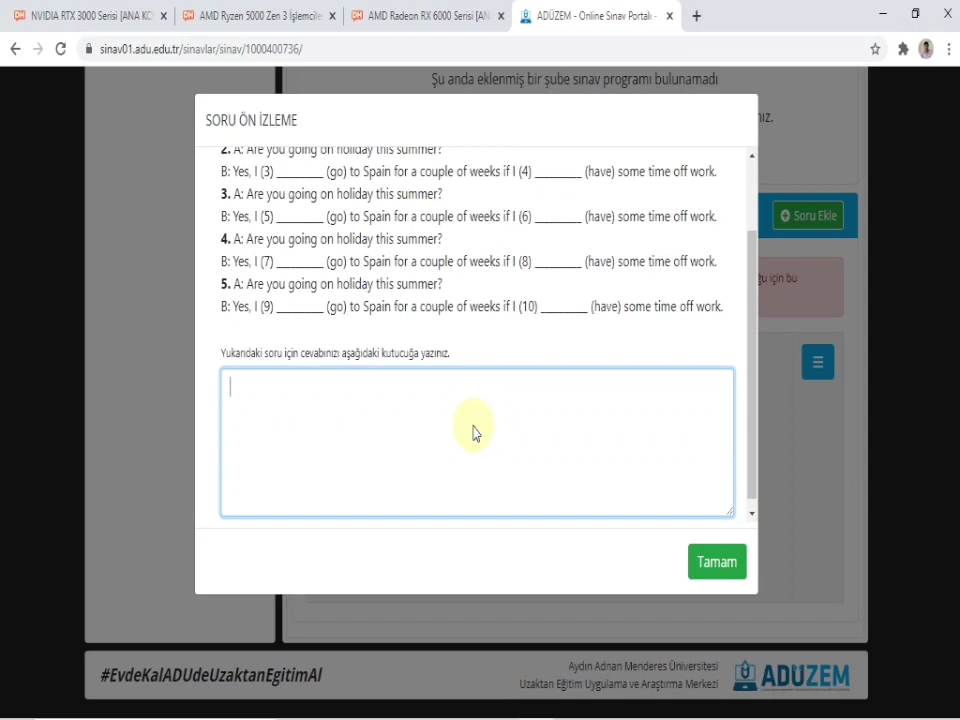 NVIDIA RTX 3000 Serisi [ANA KO
AMD Ryzen 5000 Zen 3 İşlemcile
AMD Radeon RX 6000 Serisi [AN
ADÜZEM - Online Sınav Portalı -
sinav01.adu.edu.tr/sinavlar/sinav/1000400736/
Şu anda eklenmiş bir şube sınav programı bulunamadı
ız.
SORU ÖN İZLEME
2. A: Are you going on holiday this summer?
B: Yes, I (3) ________ (go) to Spain for a couple of weeks if I (4) ________ (have) some time off work.
3. A: Are you going on holiday this summer?
B: Yes, I (5) ________ (go) to Spain for a couple of weeks if I (6) ________ (have) some time off work.
4. A: Are you going on holiday this summer?
B: Yes, I (7) ________ (go) to Spain for a couple of weeks if I (8) ________ (have) some time off work.
5. A: Are you going on holiday this summer?
B: Yes, I (9) ________ (go) to Spain for a couple of weeks if I (10) ________ (have) some time off work.
Soru Ekle
ğu için bu
Yukarıdaki soru için cevabınızı aşağıdaki kutucuğa yazınız.
Tamam
#EvdeKalADUdeUzaktanEgitimAl
Aydın Adnan Menderes Üniversitesi
Uzaktan Eğitim Uygulama ve Araştırma Merkezi
ADÜZEM